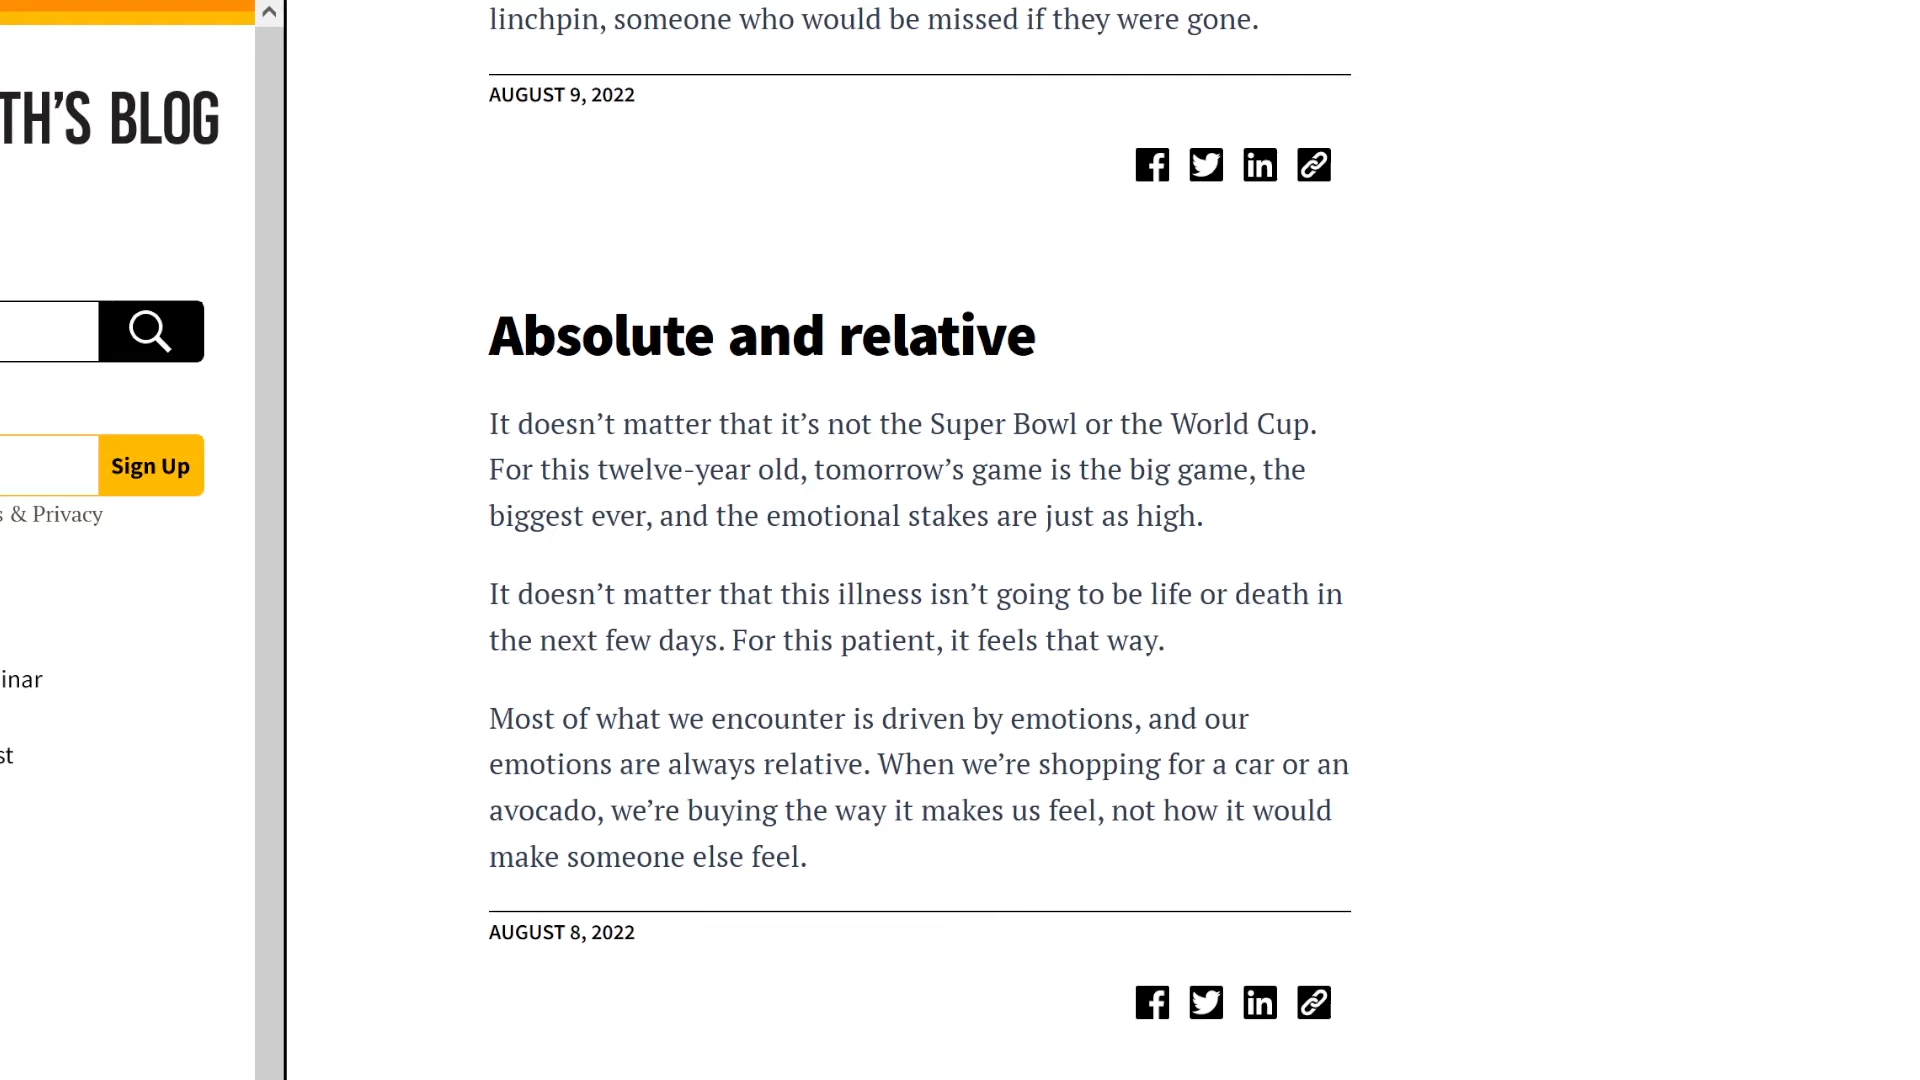 TH’S BLOG
Sign Up
& Privacy
linchpin, someone who would be missed if they were gone.
AUGUST 9, 2022
Absolute and relative
It doesn’t matter that it’s not the Super Bowl or the World Cup.
For this twelve-year old, tomorrow’s game is the big game, the
biggest ever, and the emotional stakes are just as high.
It doesn’t matter that this illness isn’t going to be life or death in
the next few days. For this patient, it feels that way.
Most of what we encounter is driven by emotions, and our
emotions are always relative. When we’re shopping for a car or an
avocado, we’re buying the way it makes us feel, not how it would
make someone else feel.
AUGUST 8, 2022